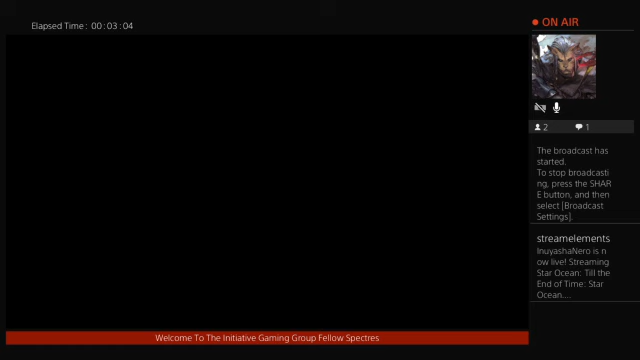 Elapsed Time : 00:03:04
ON AIR
2
1
The broadcast has
started.
To stop broadcasti
ng, press the SHAR
E button, and then
select [Broadcast
Settings].
streamelements
InuyashaNero is n
ow live! Streaming
Star Ocean: Till the
End of Time: Star
Ocean....
Welcome To The Initiative Gaming Group Fellow Spectres